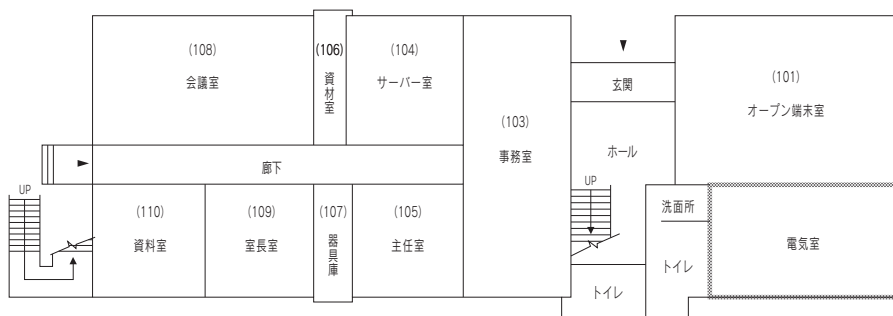 (108)
会議室
(106)
資材室
(104)
サーバー室
(103)
事務室
玄関
(101)
オープン端末室
廊下
ホール
UP
(110)
資料室
(109)
室長室
(107)
器具庫
(105)
主任室
UP
洗面所
トイレ
トイレ
電気室